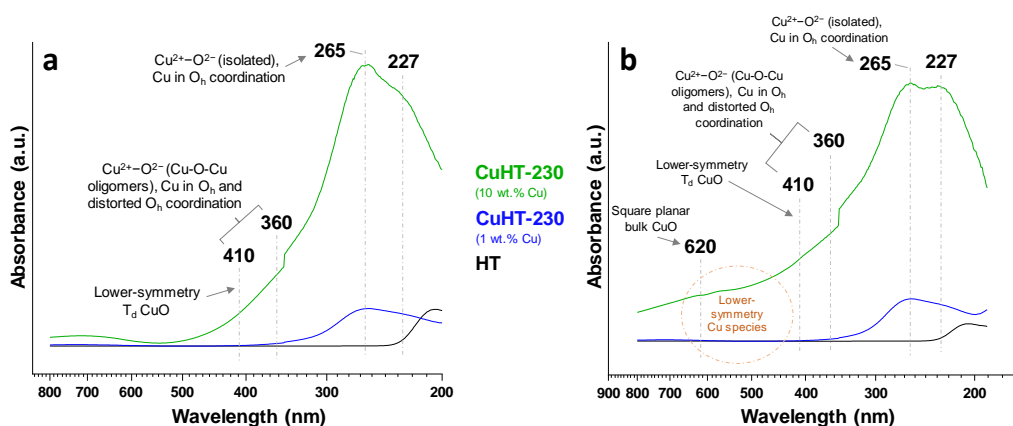 a
Cu²⁺–O²⁻ (isolated),
Cu in Oₕ coordination
265
227
Cu²⁺–O²⁻ (Cu-O-Cu
oligomers), Cu in Oₕ and
distorted Oₕ coordination
360
410
Lower-symmetry
T_d CuO
Absorbance (a.u.)
800 700 600 500 400 300 200
Wavelength (nm)
CuHT-230
(10 wt.% Cu)
CuHT-230
(1 wt.% Cu)
HT
b
Cu²⁺–O²⁻ (isolated),
Cu in Oₕ coordination
265
227
Cu²⁺–O²⁻ (Cu-O-Cu
oligomers), Cu in Oₕ
and distorted Oₕ
coordination
360
410
Lower-symmetry
T_d CuO
Square planar
bulk CuO
620
Lower-
symmetry
Cu species
Absorbance (a.u.)
900 800 700 600 500 400 300 200
Wavelength (nm)